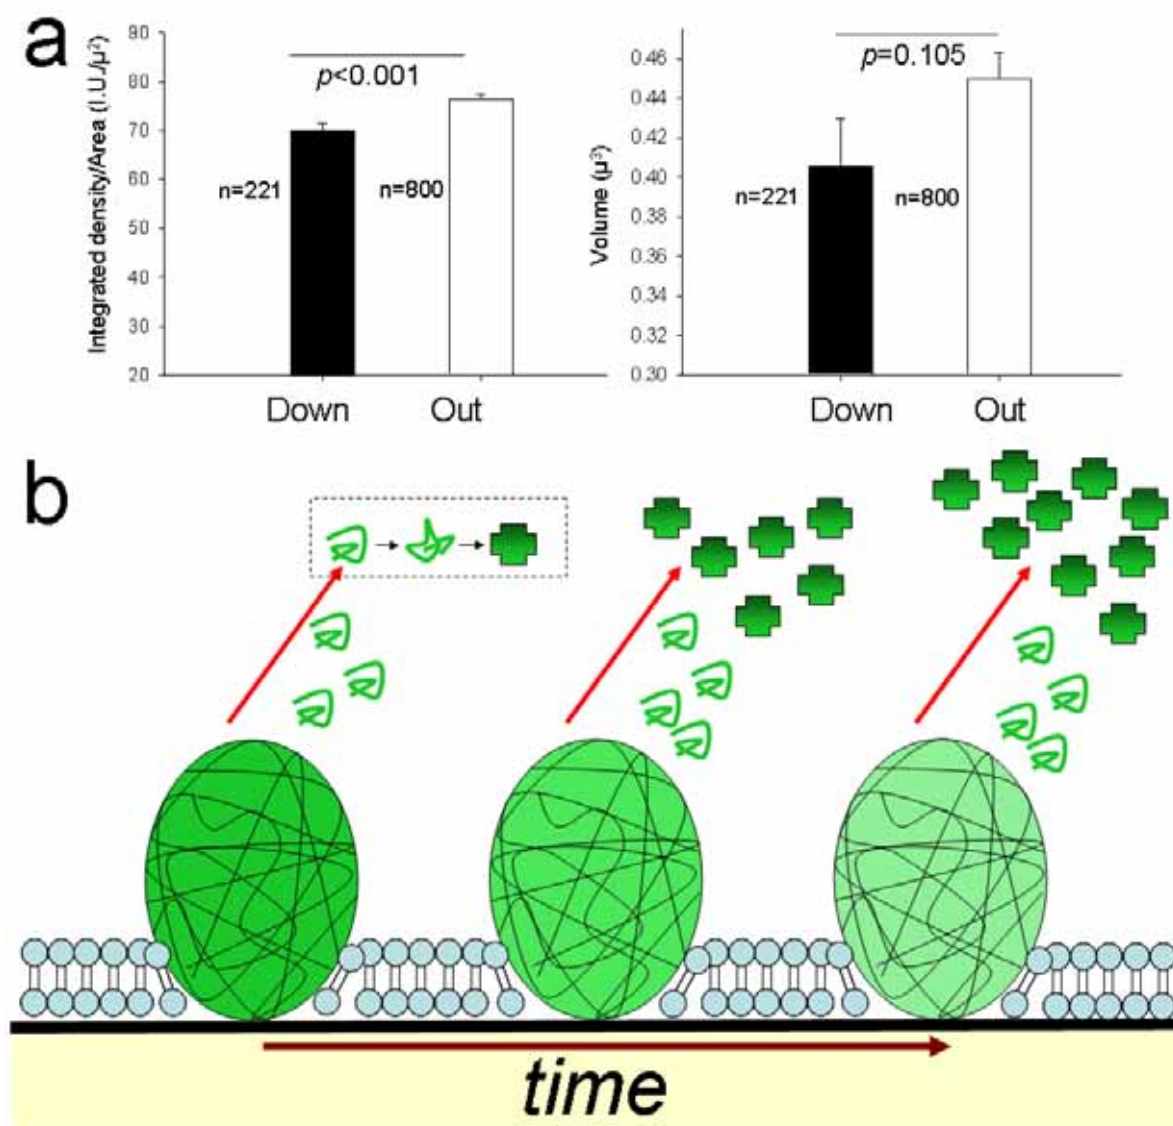 a
Integrated density/Area (I.U./μ²)
90
80
70
60
50
40
30
20
p<0.001
n=221
n=800
Down
Out
Volume (μ³)
0.46
0.44
0.42
0.40
0.38
0.36
0.34
0.32
0.30
p=0.105
n=221
n=800
Down
Out
b
time